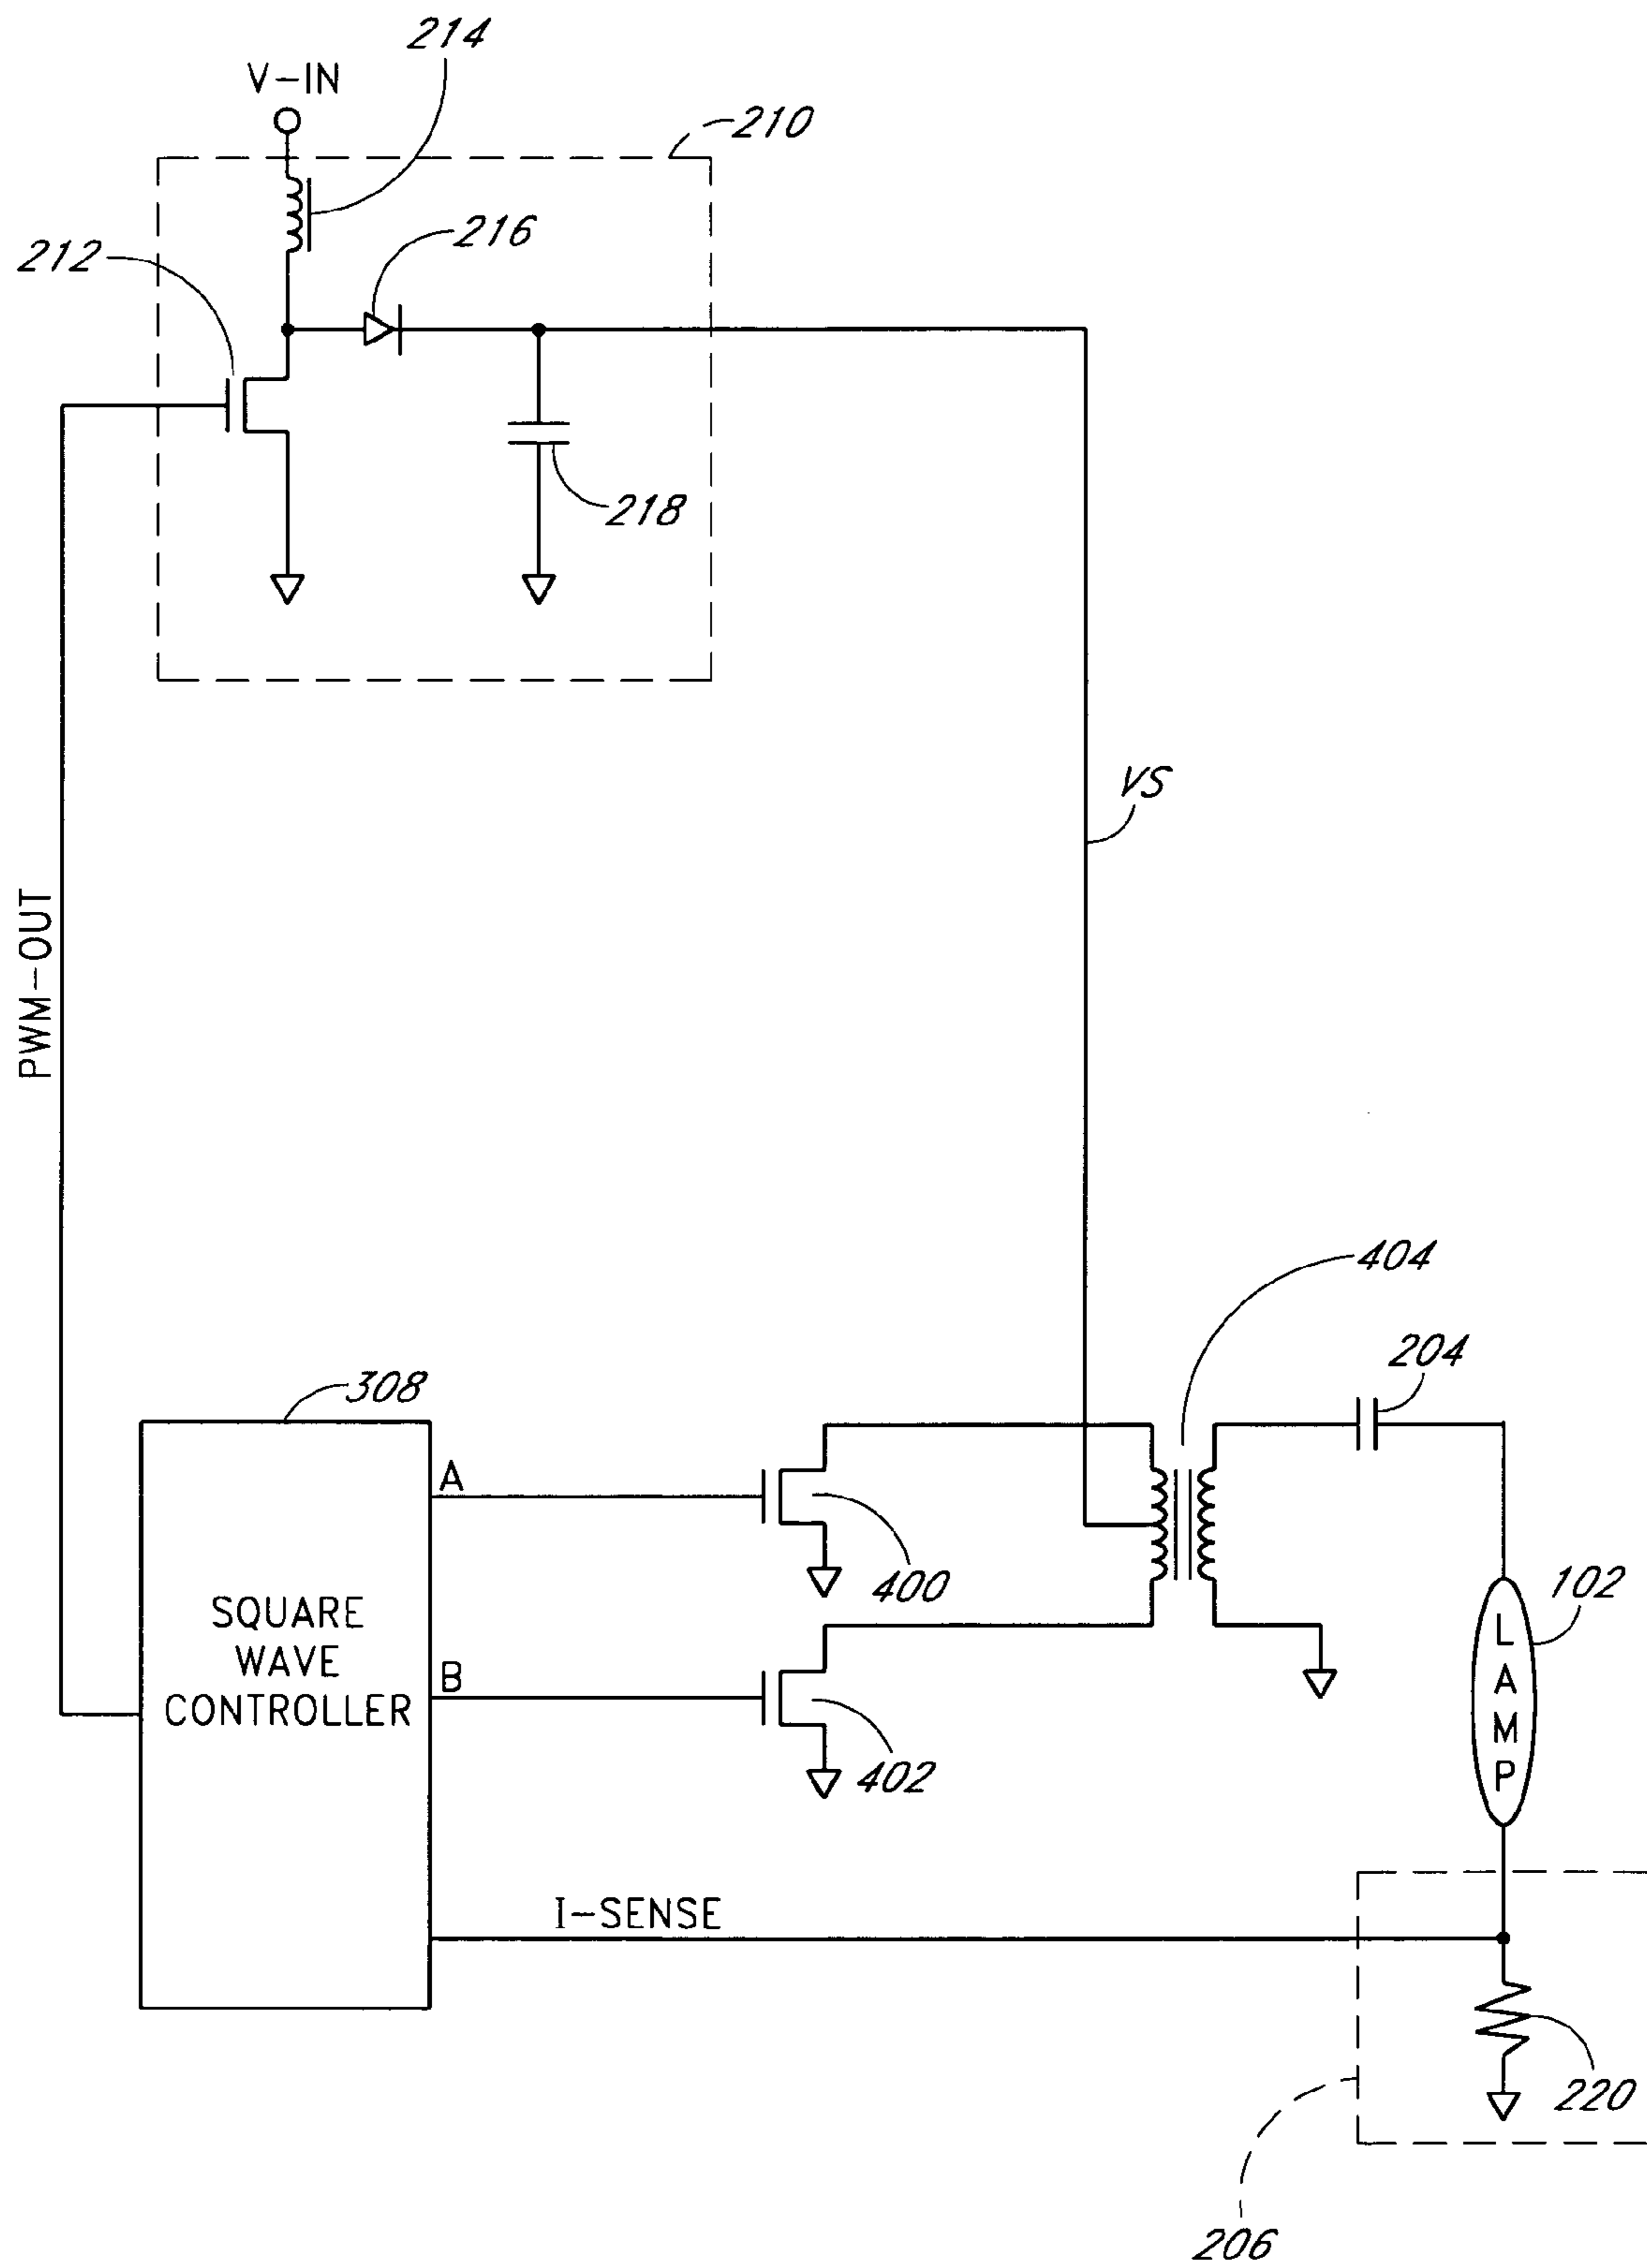 214
V-IN
210
216
212
218
VS
PWM-OUT
404
204
308
A
400
102
SQUARE
WAVE
CONTROLLER
B
402
LAMP
I-SENSE
220
206